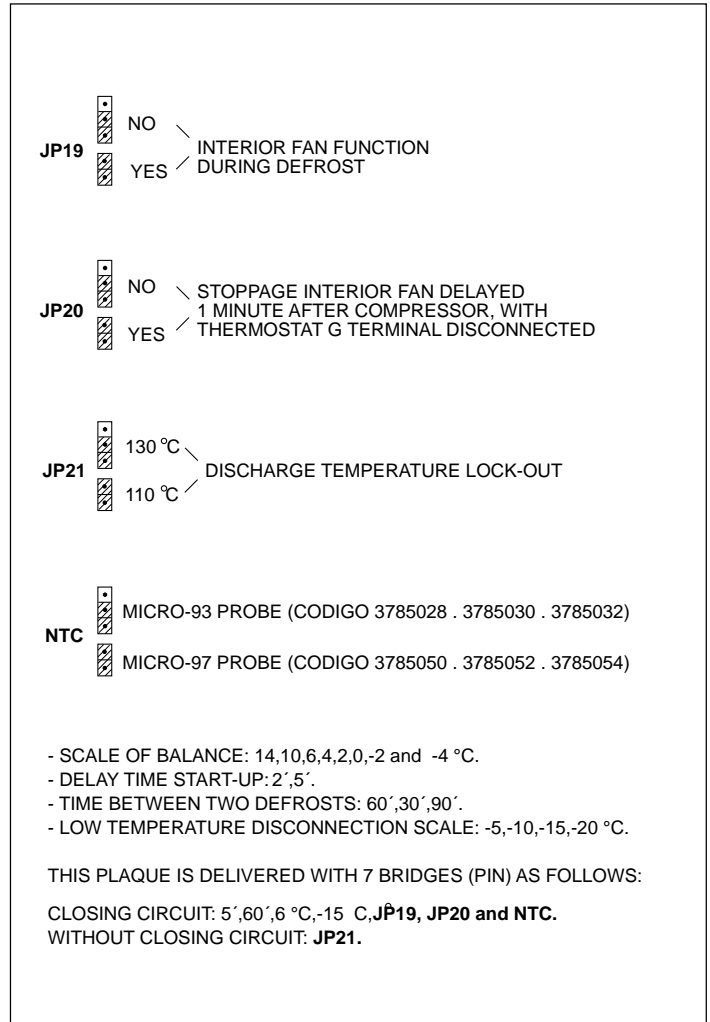 NO
JP19
INTERIOR FAN FUNCTION
YES
DURING DEFROST
NO
STOPPAGE INTERIOR FAN DELAYED
JP20
1 MINUTE AFTER COMPRESSOR, WITH
YES
THERMOSTAT G TERMINAL DISCONNECTED
130 °C
JP21
DISCHARGE TEMPERATURE LOCK-OUT
110 °C
MICRO-93 PROBE (CODIGO 3785028 . 3785030 . 3785032)
NTC
MICRO-97 PROBE (CODIGO 3785050 . 3785052 . 3785054)
- SCALE OF BALANCE: 14,10,6,4,2,0,-2 and -4 °C.
- DELAY TIME START-UP: 2´,5´.
- TIME BETWEEN TWO DEFROSTS: 60´,30´,90´.
- LOW TEMPERATURE DISCONNECTION SCALE: -5,-10,-15,-20 °C.
THIS PLAQUE IS DELIVERED WITH 7 BRIDGES (PIN) AS FOLLOWS:
CLOSING CIRCUIT: 5´,60´,6 °C,-15 °C,JP19, JP20 and NTC.
WITHOUT CLOSING CIRCUIT: JP21.